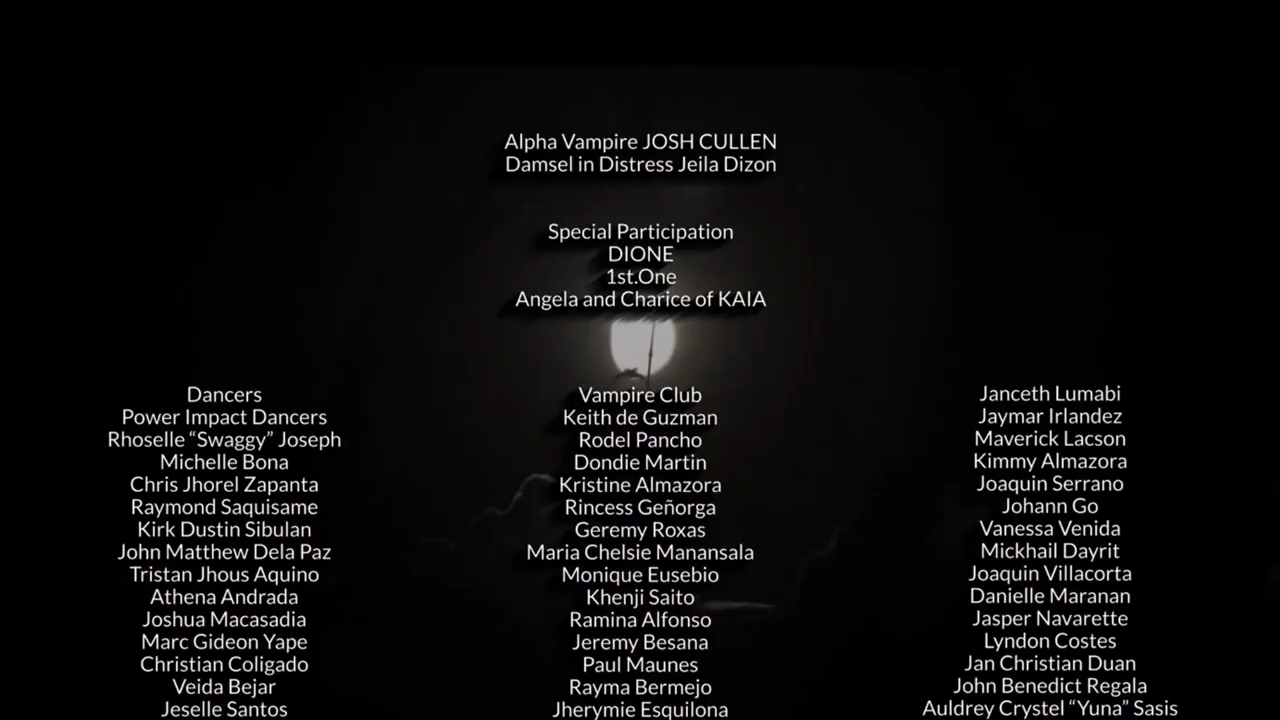 Alpha Vampire JOSH CULLEN
Damsel in Distress Jeila Dizon
Special Participation
DIONE
1st.One
Angela and Charice of KAIA
Dancers
Power Impact Dancers
Rhoselle “Swaggy” Joseph
Michelle Bona
Chris Jhorel Zapanta
Raymond Saquisame
Kirk Dustin Sibulan
John Matthew Dela Paz
Tristan Jhous Aquino
Athena Andrada
Joshua Macasadia
Marc Gideon Yape
Christian Coligado
Veida Bejar
Jeselle Santos
Vampire Club
Keith de Guzman
Rodel Pancho
Dondie Martin
Kristine Almazora
Rincess Geñorga
Geremy Roxas
Maria Chelsie Manansala
Monique Eusebio
Khenji Saito
Ramina Alfonso
Jeremy Besana
Paul Maunes
Rayma Bermejo
Jherymie Esquilona
Janceth Lumabi
Jaymar Irlandez
Maverick Lacson
Kimmy Almazora
Joaquin Serrano
Johann Go
Vanessa Venida
Mickhail Dayrit
Joaquin Villacorta
Danielle Maranan
Jasper Navarette
Lyndon Costes
Jan Christian Duan
John Benedict Regala
Auldrey Crystel “Yuna” Sasis